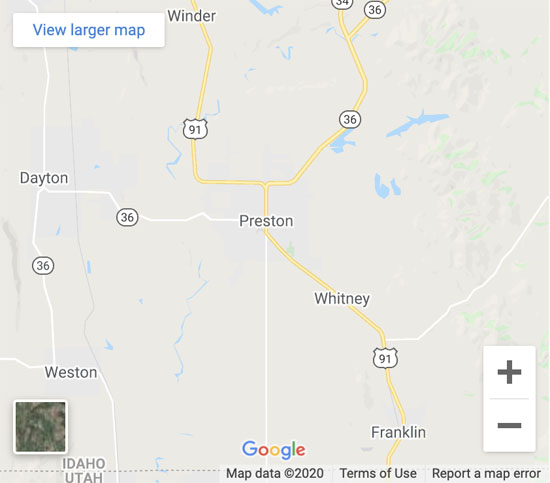 34
36
Winder
View larger map
36
91
Dayton
36
Preston
36
Whitney
91
Weston
+
−
Franklin
Google
IDAHO
UTAH
Map data ©2020 Terms of Use Report a map error